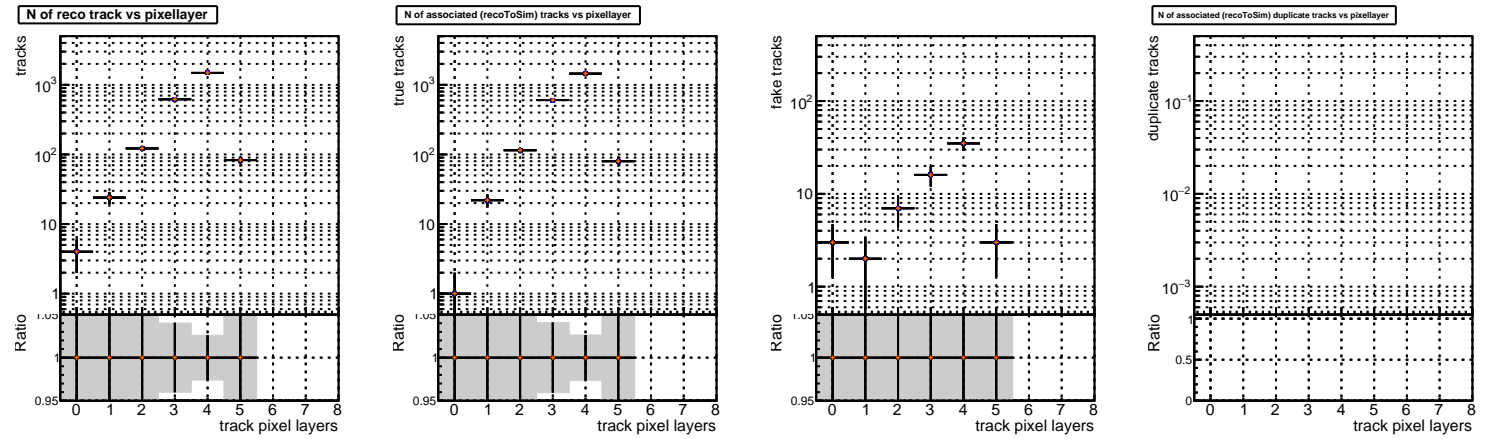 N of reco track vs pixellayer
tracks
10³
10²
10
1
Ratio
1.05
1
0.95
0 1 2 3 4 5 6 7 8
track pixel layers
N of associated (recoToSim) tracks vs pixellayer
true tracks
10³
10²
10
1
Ratio
1.05
1
0.95
0 1 2 3 4 5 6 7 8
track pixel layers
fake tracks
10²
10
1
Ratio
1.05
1
0.95
0 1 2 3 4 5 6 7 8
track pixel layers
N of associated (recoToSim) duplicate tracks vs pixellayer
duplicate tracks
10⁻¹
10⁻²
10⁻³
Ratio
1
0.5
0
0 1 2 3 4 5 6 7 8
track pixel layers